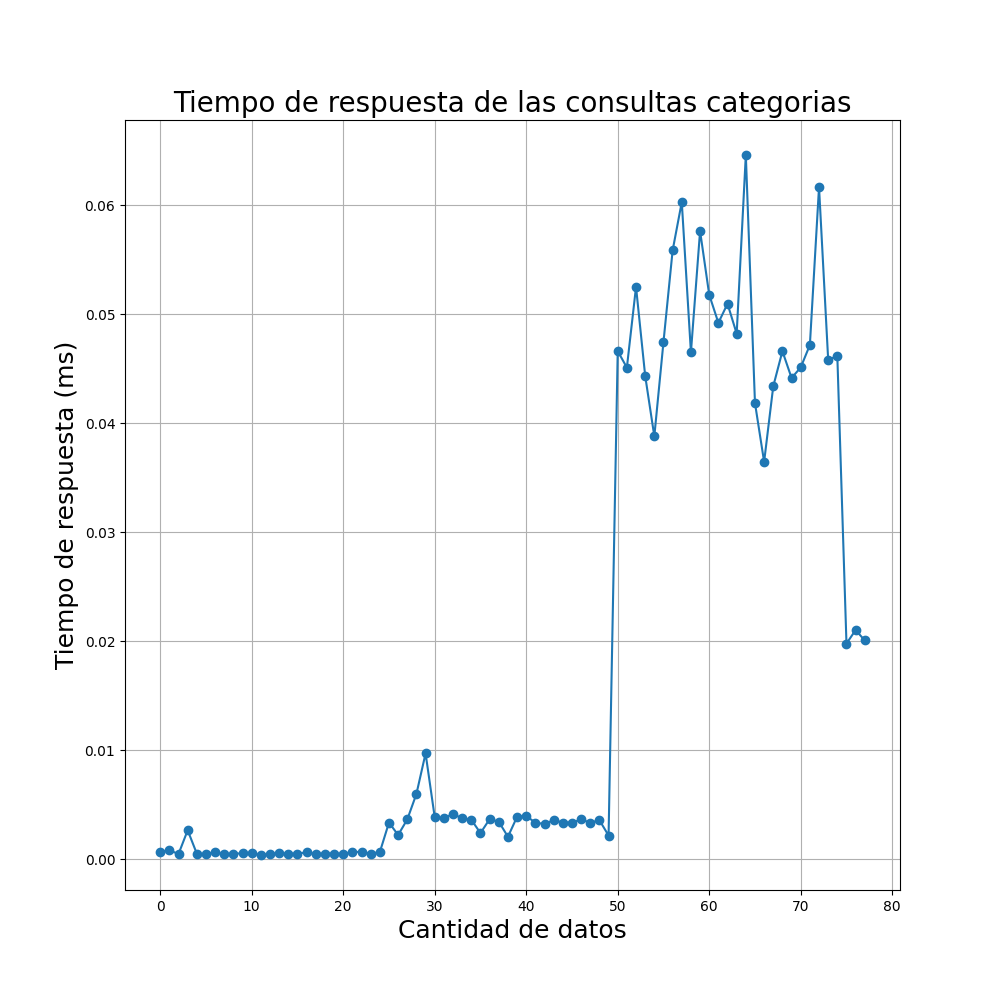 Tiempo de respuesta de las consultas categorias
0.06
0.05
0.04
0.03
0.02
0.01
0.00
Tiempo de respuesta (ms)
0 10 20 30 40 50 60 70 80
Cantidad de datos